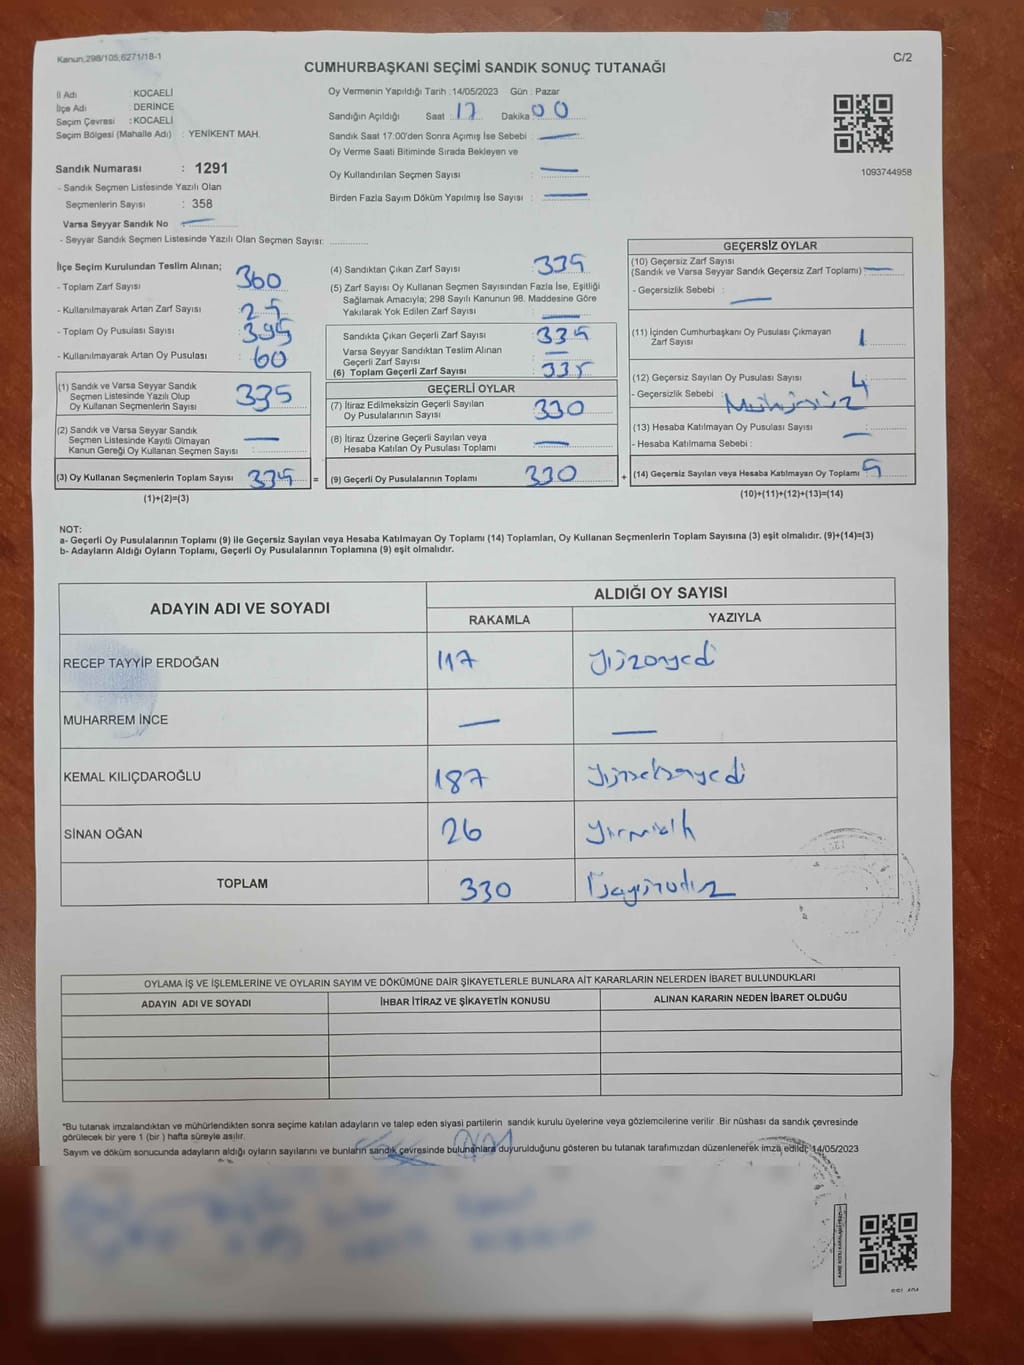 Kanun;298/105;6271/18-1
C/2
CUMHURBAŞKANI SEÇİMİ SANDIK SONUÇ TUTANAĞI
İl Adı : KOCAELİ
İlçe Adı : DERİNCE
Seçim Çevresi : KOCAELİ
Seçim Bölgesi (Mahalle Adı) : YENİKENT MAH.
Oy Vermenin Yapıldığı Tarih :14/05/2023 Gün : Pazar
Sandığın Açıldığı Saat : 17 Dakika : 00
Sandık Saat 17:00'den Sonra Açımış İse Sebebi : —
Oy Verme Saati Bitiminde Sırada Bekleyen ve
Oy Kullandırılan Seçmen Sayısı : —
Birden Fazla Sayım Döküm Yapılmış İse Sayısı : —
1093744958
Sandık Numarası : 1291
- Sandık Seçmen Listesinde Yazılı Olan
Seçmenlerin Sayısı : 358
Varsa Seyyar Sandık No : —
- Seyyar Sandık Seçmen Listesinde Yazılı Olan Seçmen Sayısı:
İlçe Seçim Kurulundan Teslim Alınan;
- Toplam Zarf Sayısı : 360
- Kullanılmayarak Artan Zarf Sayısı : 25
- Toplam Oy Pusulası Sayısı : 395
- Kullanılmayarak Artan Oy Pusulası : 60
(1) Sandık ve Varsa Seyyar Sandık
Seçmen Listesinde Yazılı Olup
Oy Kullanan Seçmenlerin Sayısı : 335
(2) Sandık ve Varsa Seyyar Sandık
Seçmen Listesinde Kayıtlı Olmayan
Kanun Gereği Oy Kullanan Seçmen Sayısı : —
(3) Oy Kullanan Seçmenlerin Toplam Sayısı : 335
(1)+(2)=(3)
(4) Sandıktan Çıkan Zarf Sayısı : 335
(5) Zarf Sayısı Oy Kullanan Seçmen Sayısından Fazla İse, Eşitliği
Sağlamak Amacıyla; 298 Sayılı Kanunun 98. Maddesine Göre
Yakılarak Yok Edilen Zarf Sayısı : —
Sandıkta Çıkan Geçerli Zarf Sayısı : 335
Varsa Seyyar Sandıktan Teslim Alınan
Geçerli Zarf Sayısı : —
(6) Toplam Geçerli Zarf Sayısı : 335
GEÇERLİ OYLAR
(7) İtiraz Edilmeksizin Geçerli Sayılan
Oy Pusulalarının Sayısı : 330
(8) İtiraz Üzerine Geçerli Sayılan veya
Hesaba Katılan Oy Pusulası Toplamı : —
= (9) Geçerli Oy Pusulalarının Toplamı : 330 +
GEÇERSİZ OYLAR
(10) Geçersiz Zarf Sayısı
(Sandık ve Varsa Seyyar Sandık Geçersiz Zarf Toplamı) : —
- Geçersizlik Sebebi : —
(11) İçinden Cumhurbaşkanı Oy Pusulası Çıkmayan
Zarf Sayısı : 1
(12) Geçersiz Sayılan Oy Pusulası Sayısı : 4
- Geçersizlik Sebebi : Mühürsüz
(13) Hesaba Katılmayan Oy Pusulası Sayısı : —
- Hesaba Katılmama Sebebi :
(14) Geçersiz Sayılan veya Hesaba Katılmayan Oy Toplamı : 5
(10)+(11)+(12)+(13)=(14)
NOT:
a- Geçerli Oy Pusulalarının Toplamı (9) ile Geçersiz Sayılan veya Hesaba Katılmayan Oy Toplamı (14) Toplamları, Oy Kullanan Seçmenlerin Toplam Sayısına (3) eşit olmalıdır. (9)+(14)=(3)
b- Adayların Aldığı Oyların Toplamı, Geçerli Oy Pusulalarının Toplamına (9) eşit olmalıdır.
ADAYIN ADI VE SOYADI
ALDIĞI OY SAYISI
RAKAMLA YAZIYLA
RECEP TAYYİP ERDOĞAN 117 yüzonyedi
MUHARREM İNCE — —
KEMAL KILIÇDAROĞLU 187 yüzseksenyedi
SİNAN OĞAN 26 yirmialtı
TOPLAM 330 Üçyüzotuz
OYLAMA İŞ VE İŞLEMLERİNE VE OYLARIN SAYIM VE DÖKÜMÜNE DAİR ŞİKAYETLERLE BUNLARA AİT KARARLARIN NELERDEN İBARET BULUNDUKLARI
ADAYIN ADI VE SOYADI İHBAR İTİRAZ VE ŞİKAYETİN KONUSU ALINAN KARARIN NEDEN İBARET OLDUĞU
"Bu tutanak imzalandıktan ve mühürlendikten sonra seçime katılan adayların ve talep eden siyasi partilerin sandık kurulu üyelerine veya gözlemcilerine verilir .Bir nüshası da sandık çevresinde
görülecek bir yere 1 (bir ) hafta süreyle asılır.
Sayım ve döküm sonucunda adayların aldığı oyların sayılarını ve bunların sandık çevresinde bulunanlara duyurulduğunu gösteren bu tutanak tarafımızdan düzenlenerek imza edildi; 14/05/2023